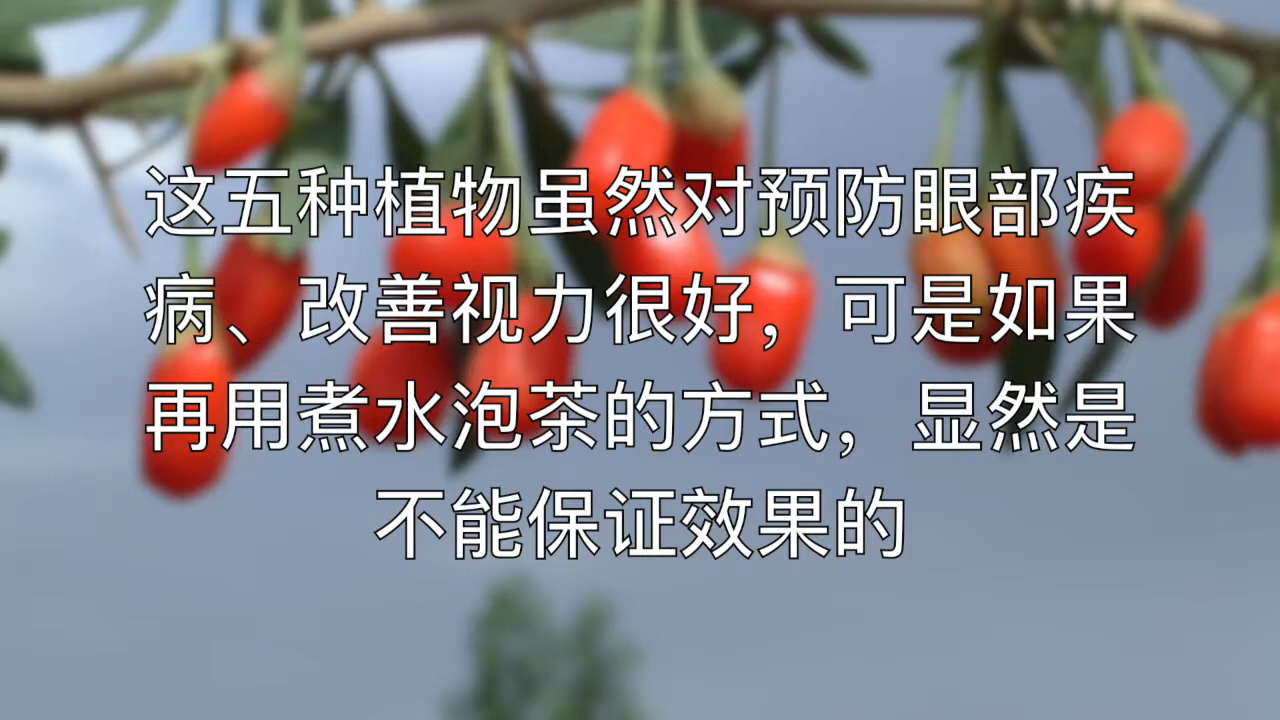 这五种植物虽然对预防眼部疾
病、改善视力很好，可是如果
再用煮水泡茶的方式，显然是
不能保证效果的